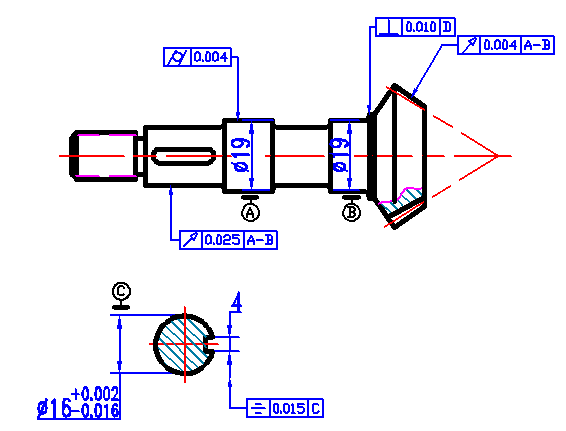 ⊥ 0.010 D
↗ 0.004 A-B
⌭ 0.004
ø19
ø19
A
B
↗ 0.025 A-B
C
4
ø16 +0.002 -0.016
⌯ 0.015 C